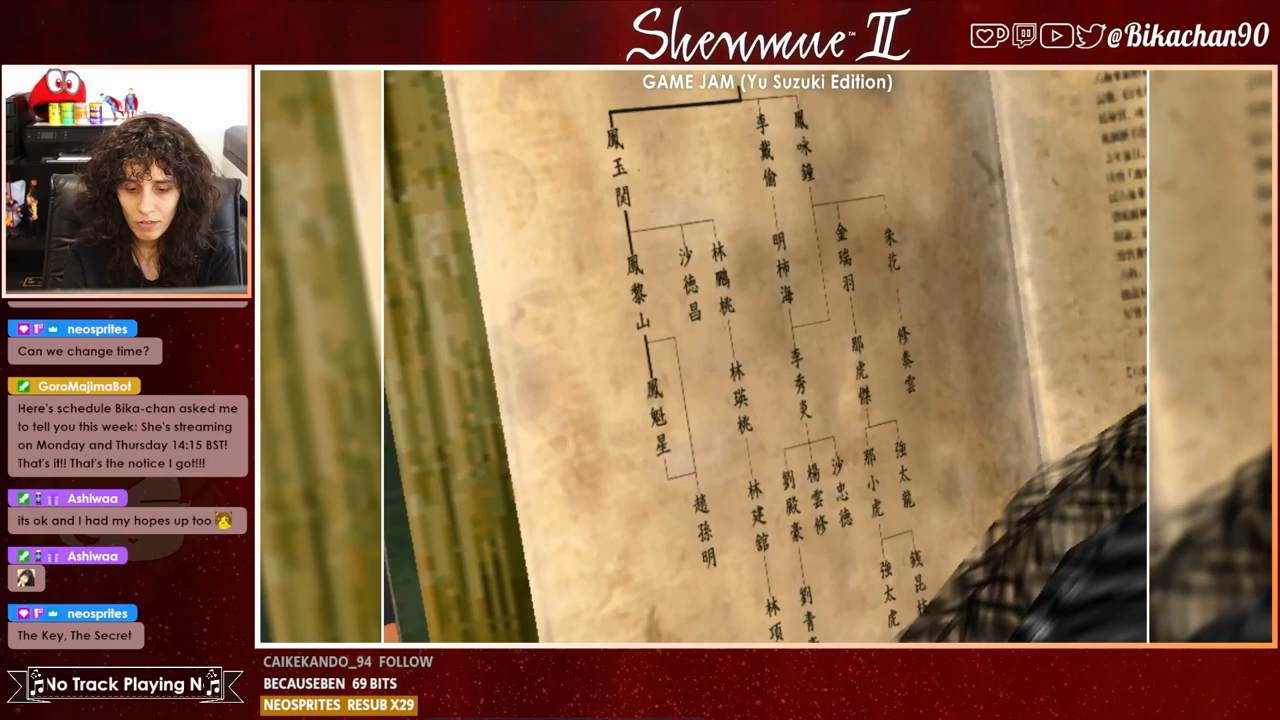 Shenmue™ II
@Bikachan90
GAME JAM (Yu Suzuki Edition)
neosprites
Can we change time?
GoroMajimaBot
Here's schedule Bika-chan asked me
to tell you this week: She's streaming
on Monday and Thursday 14:15 BST!
That's it!! That's the notice I got!!!
Ashiwaa
its ok and I had my hopes up too
Ashiwaa
neosprites
The Key, The Secret
No Track Playing N
CAIKEKANDO_94 FOLLOW
BECAUSEBEN 69 BITS
NEOSPRITES RESUB X29
鳳咏鐘
李戴倫
鳳玉関
朱花
金瑞羽
明柿海
林鵬桃
沙徳昌
鳳黎山
修奏雲
那虎傑
李秀炎
林瑛桃
鳳魁星
強太龍
那小虎
沙忠徳
楊雲修
劉殿豪
林建舘
趙孫明
強太虎
劉青
林項